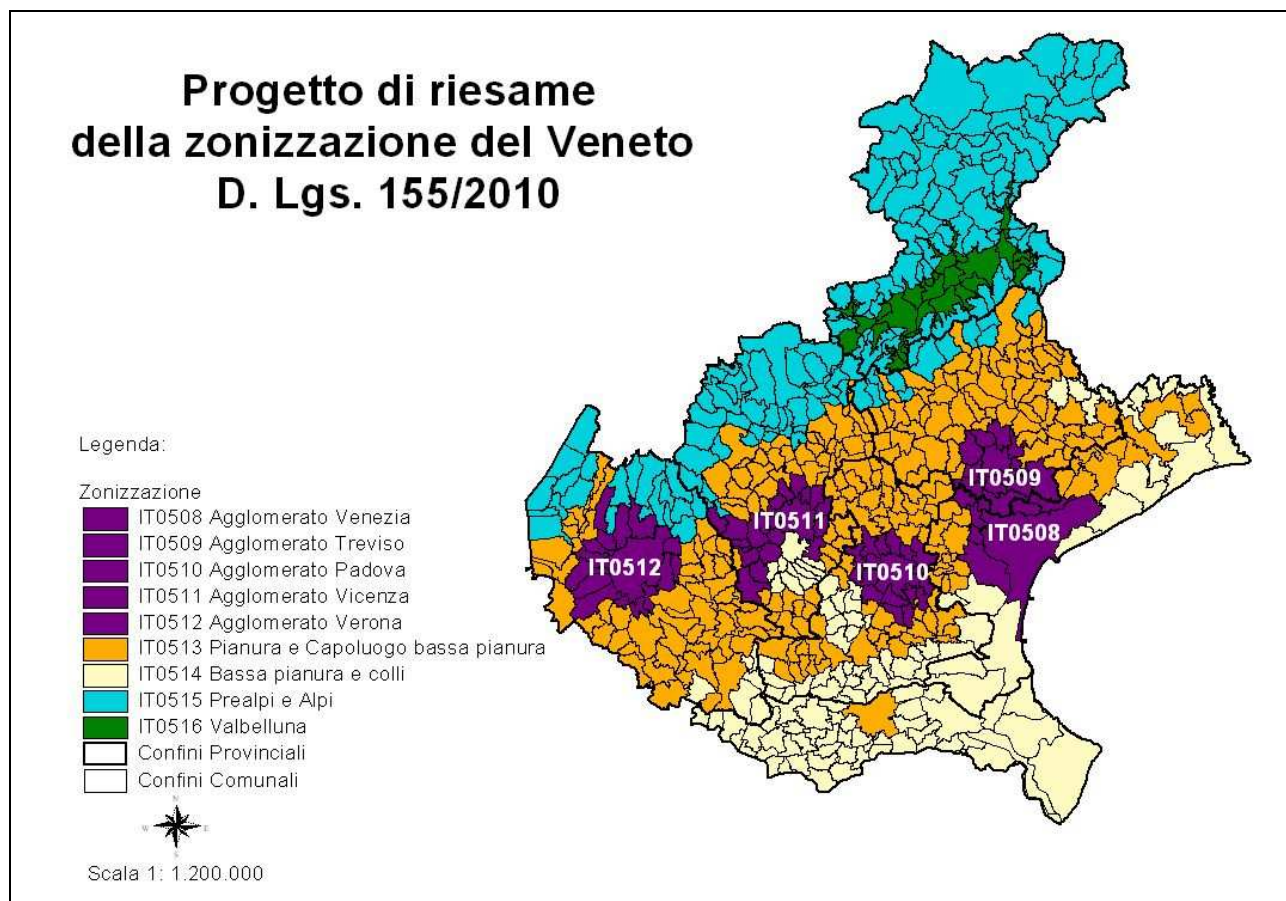 Progetto di riesame
della zonizzazione del Veneto
D. Lgs. 155/2010
IT0509
IT0511
IT0508
IT0512
IT0510
Legenda:
Zonizzazione
IT0508 Agglomerato Venezia
IT0509 Agglomerato Treviso
IT0510 Agglomerato Padova
IT0511 Agglomerato Vicenza
IT0512 Agglomerato Verona
IT0513 Pianura e Capoluogo bassa pianura
IT0514 Bassa pianura e colli
IT0515 Prealpi e Alpi
IT0516 Valbelluna
Confini Provinciali
Confini Comunali
N
W E
S
Scala 1: 1.200.000